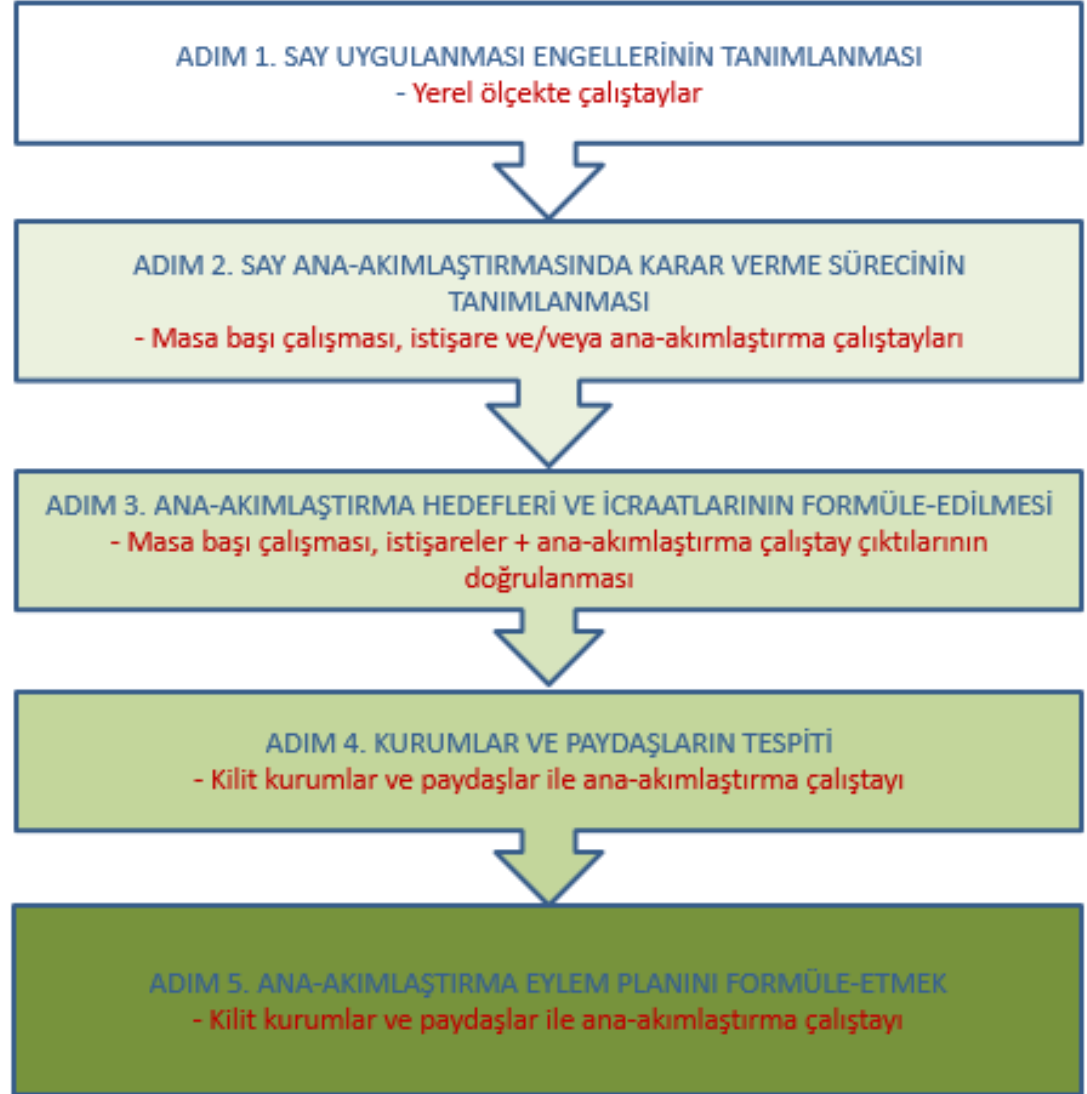 ADIM 1. SAY UYGULANMASI ENGELLERİNİN TANIMLANMASI
- Yerel ölçekte çalıştaylar
ADIM 2. SAY ANA-AKIMLAŞTIRMASINDA KARAR VERME SÜRECİNİN
TANIMLANMASI
- Masa başı çalışması, istişare ve/veya ana-akımlaştırma çalıştayları
ADIM 3. ANA-AKIMLAŞTIRMA HEDEFLERİ VE İCRAATLARININ FORMÜLE-EDİLMESİ
- Masa başı çalışması, istişareler + ana-akımlaştırma çalıştay çıktılarının
doğrulanması
ADIM 4. KURUMLAR VE PAYDAŞLARIN TESPİTİ
- Kilit kurumlar ve paydaşlar ile ana-akımlaştırma çalıştayı
ADIM 5. ANA-AKIMLAŞTIRMA EYLEM PLANINI FORMÜLE-ETMEK
- Kilit kurumlar ve paydaşlar ile ana-akımlaştırma çalıştayı